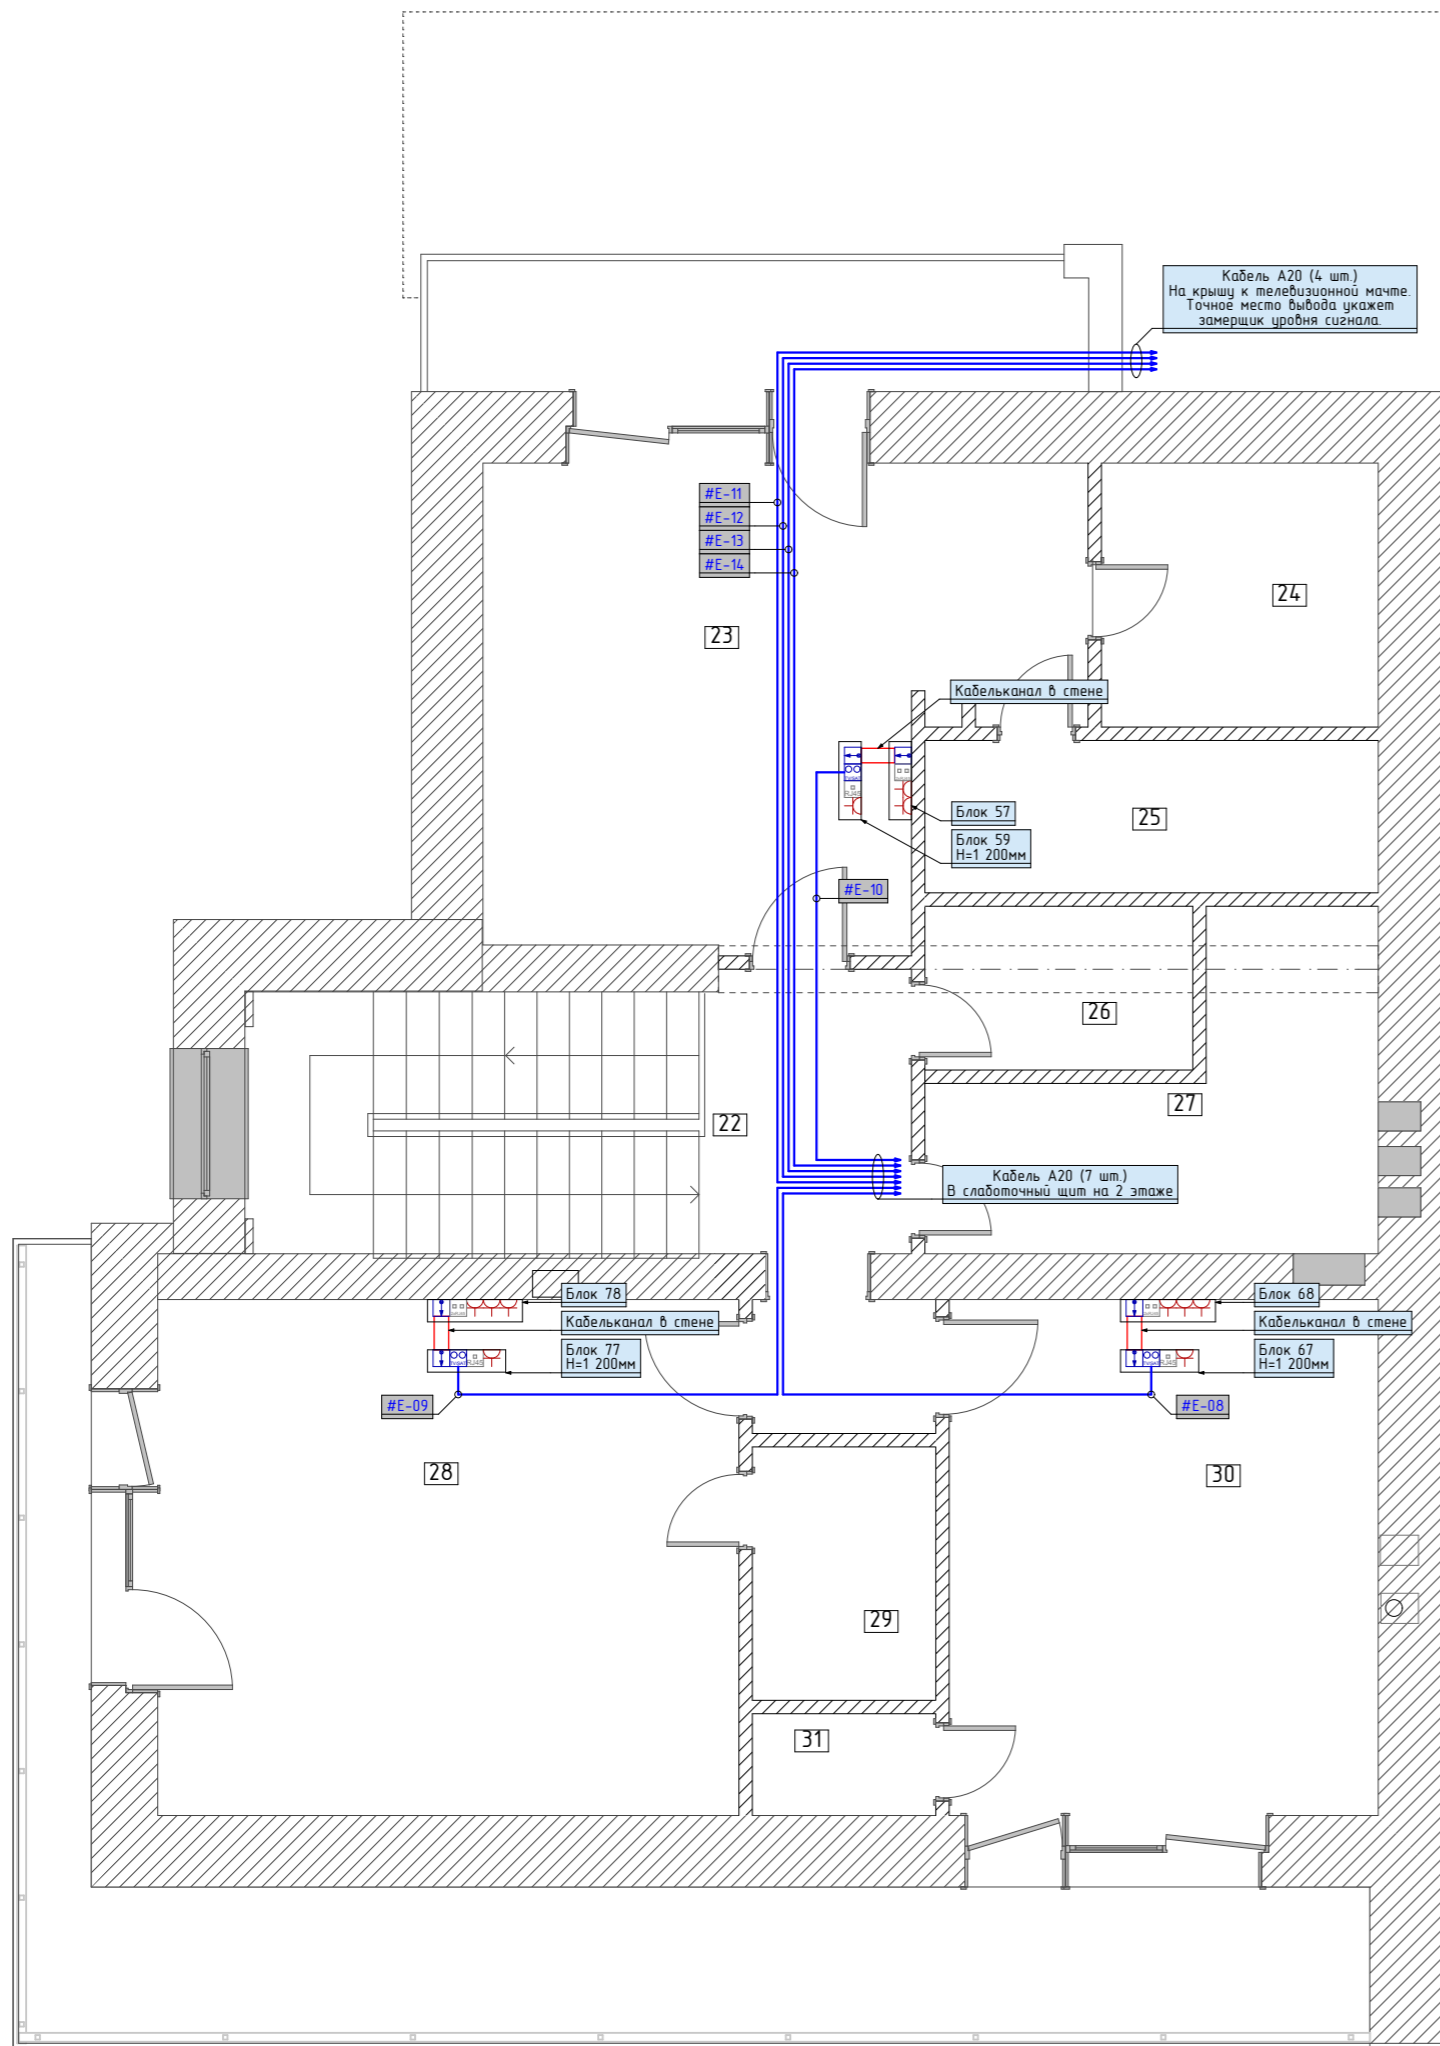 Кабель А20 (4 шт.)
На крышу к телевизионной мачте.
Точное место вывода укажет
замерщик уровня сигнала.
#E-11
#E-12
#E-13
#E-14
24
23
Кабельканал в стене
RJ45
Блок 57
25
Блок 59
H=1 200мм
#E-10
26
27
22
Кабель А20 (7 шт.)
В слаботочный щит на 2 этаже
Блок 78
Кабельканал в стене
Блок 77
H=1 200мм
RJ45
Блок 68
Кабельканал в стене
Блок 67
H=1 200мм
RJ45
#E-09
#E-08
28
30
29
31